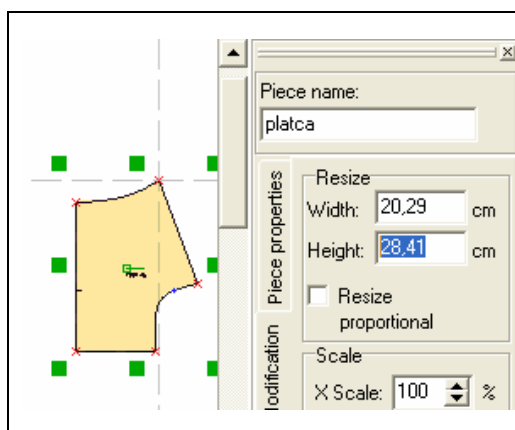 Piece name:
platca
Piece properties
Resize
Width: 20,29 cm
Height: 28,41 cm
Resize
proportional
Scale
X Scale: 100 %